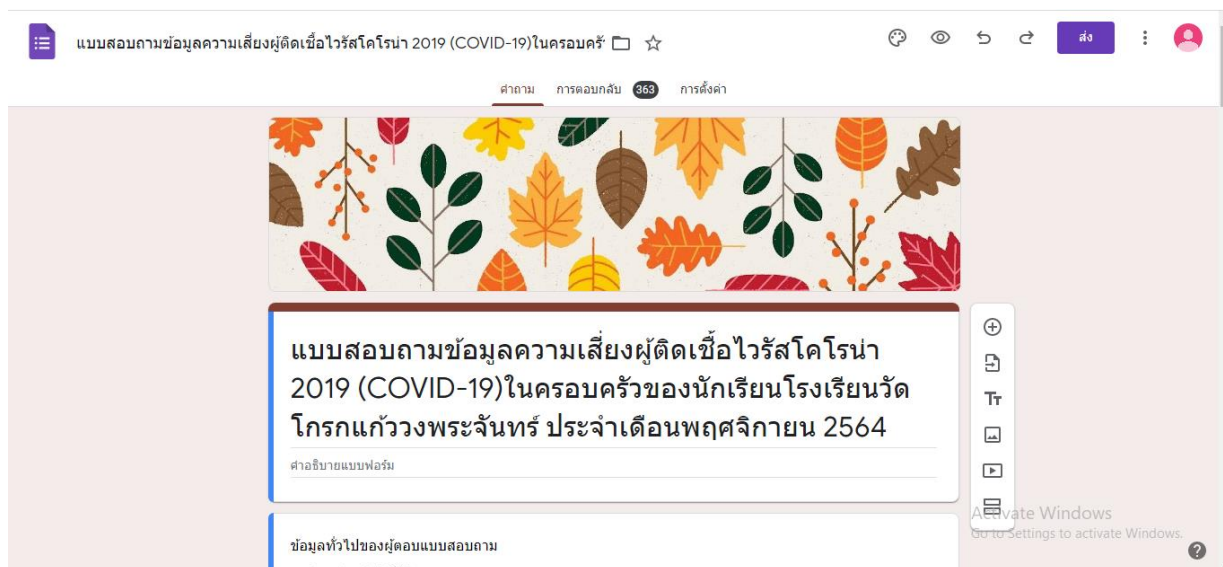 แบบสอบถามข้อมูลความเสี่ยงผู้ติดเชื้อไวรัสโคโรน่า 2019 (COVID-19)ในครอบครั
ส่ง
คำถาม การตอบกลับ 363 การตั้งค่า
แบบสอบถามข้อมูลความเสี่ยงผู้ติดเชื้อไวรัสโคโรน่า
2019 (COVID-19)ในครอบครัวของนักเรียนโรงเรียนวัด
โกรกแก้ววงพระจันทร์ ประจำเดือนพฤศจิกายน 2564
คำอธิบายแบบฟอร์ม
Tт
Activate Windows
Go to Settings to activate Windows.
ข้อมูลทั่วไปของผู้ตอบแบบสอบถาม